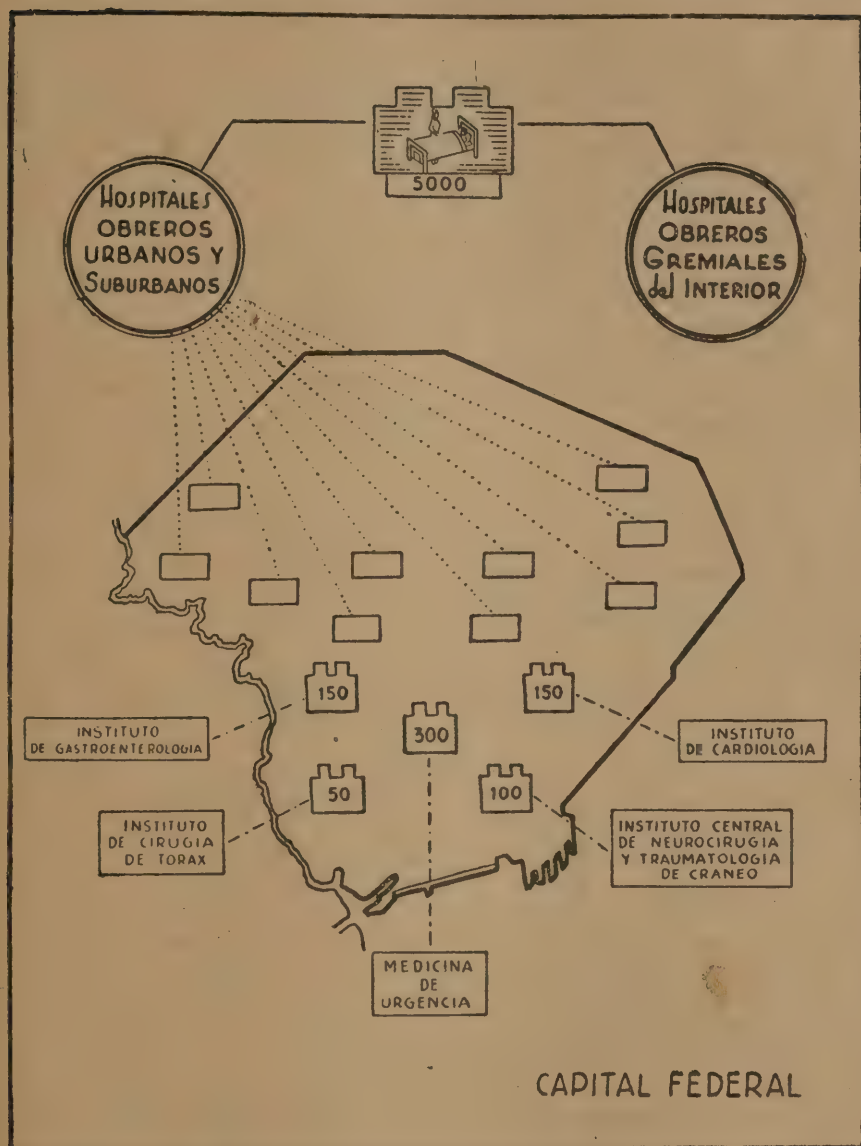 5000
HOSPITALES
OBREROS
URBANOS Y
SUBURBANOS
HOSPITALES
OBREROS
GREMIALES
del INTERIOR
150
150
INSTITUTO
DE GASTROENTEROLOGIA
300
INSTITUTO
DE CARDIOLOGIA
50
100
INSTITUTO
DE CIRUGIA
DE TORAX
INSTITUTO CENTRAL
DE NEUROCIRUGIA
Y TRAUMATOLOGIA
DE CRANEO
MEDICINA
DE
URGENCIA
CAPITAL FEDERAL